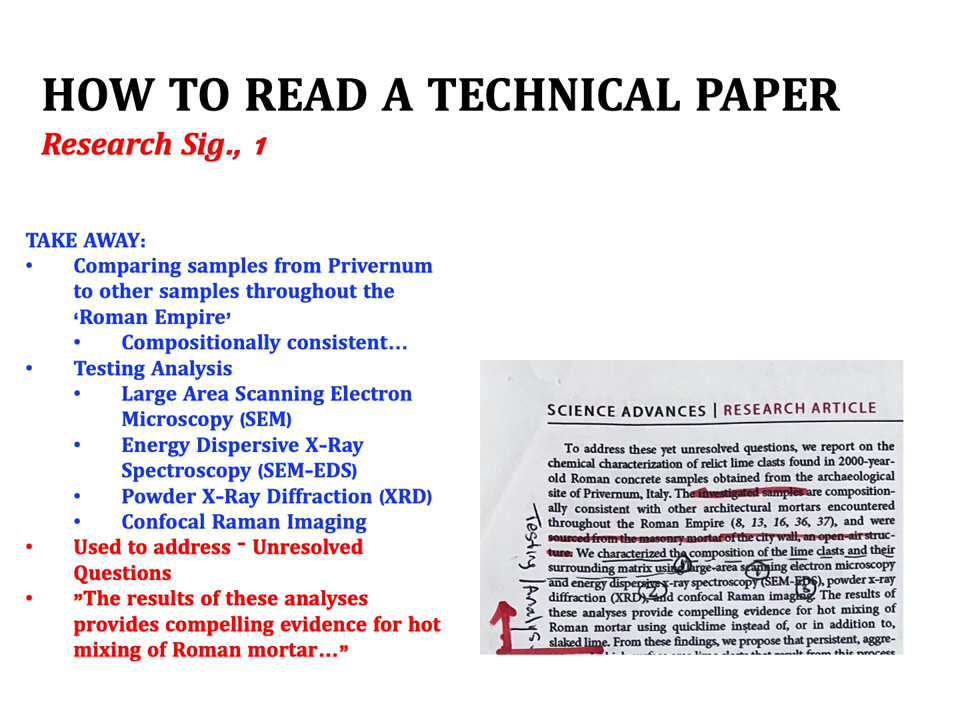 HOW TO READ A TECHNICAL PAPER
Research Sig., 1
TAKE AWAY:
• Comparing samples from Privernum
to other samples throughout the
‘Roman Empire’
• Compositionally consistent…
• Testing Analysis
• Large Area Scanning Electron
Microscopy (SEM)
• Energy Dispersive X-Ray
Spectroscopy (SEM-EDS)
• Powder X-Ray Diffraction (XRD)
• Confocal Raman Imaging
• Used to address - Unresolved
Questions
• ”The results of these analyses
provides compelling evidence for hot
mixing of Roman mortar…”
SCIENCE ADVANCES | RESEARCH ARTICLE
To address these yet unresolved questions, we report on the
chemical characterization of relict lime clasts found in 2000-year-
old Roman concrete samples obtained from the archaeological
site of Privernum, Italy. The investigated samples are composition-
ally consistent with other architectural mortars encountered
throughout the Roman Empire (8, 13, 16, 36, 37), and were
sourced from the masonry mortar of the city wall, an open-air struc-
ture. We characterized the composition of the lime clasts and their
surrounding matrix using large-area scanning electron microscopy
and energy dispersive x-ray spectroscopy (SEM-EDS), powder x-ray
diffraction (XRD), and confocal Raman imaging. The results of
these analyses provide compelling evidence for hot mixing of
Roman mortar using quicklime instead of, or in addition to,
slaked lime. From these findings, we propose that persistent, aggre-
Testing/Analys